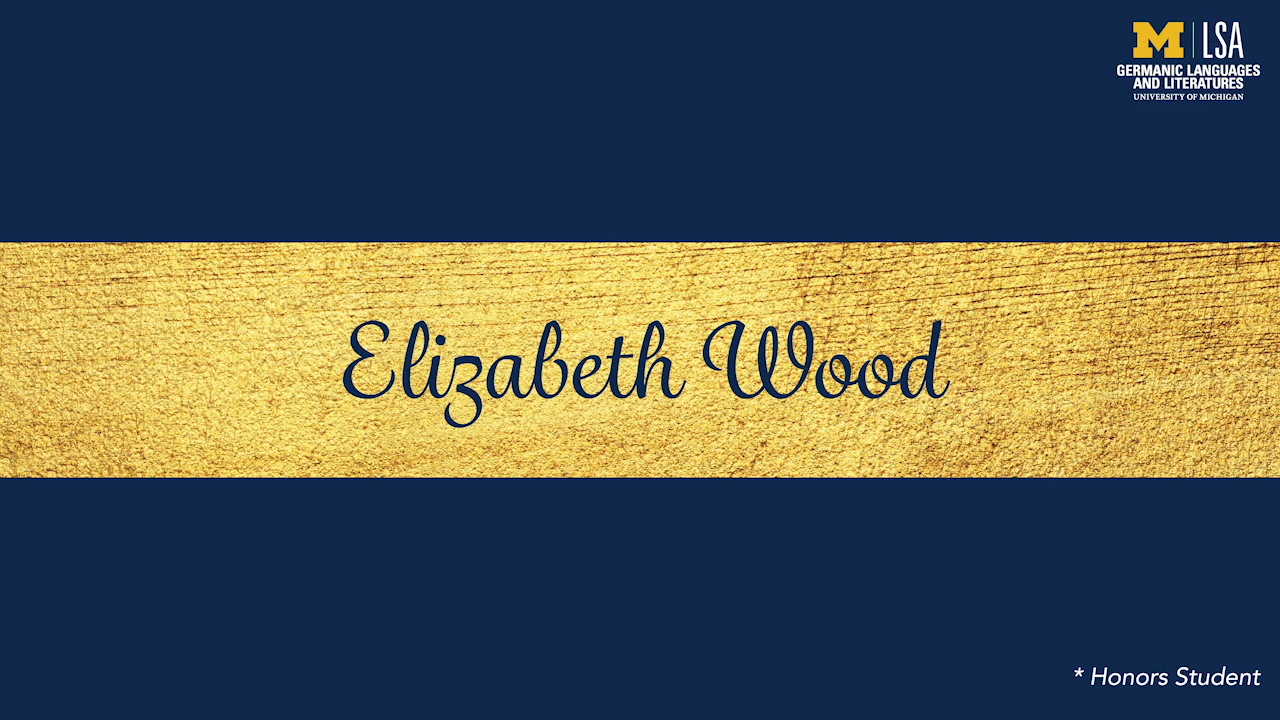 M | LSA
GERMANIC LANGUAGES
AND LITERATURES
UNIVERSITY OF MICHIGAN
Elizabeth Wood
* Honors Student